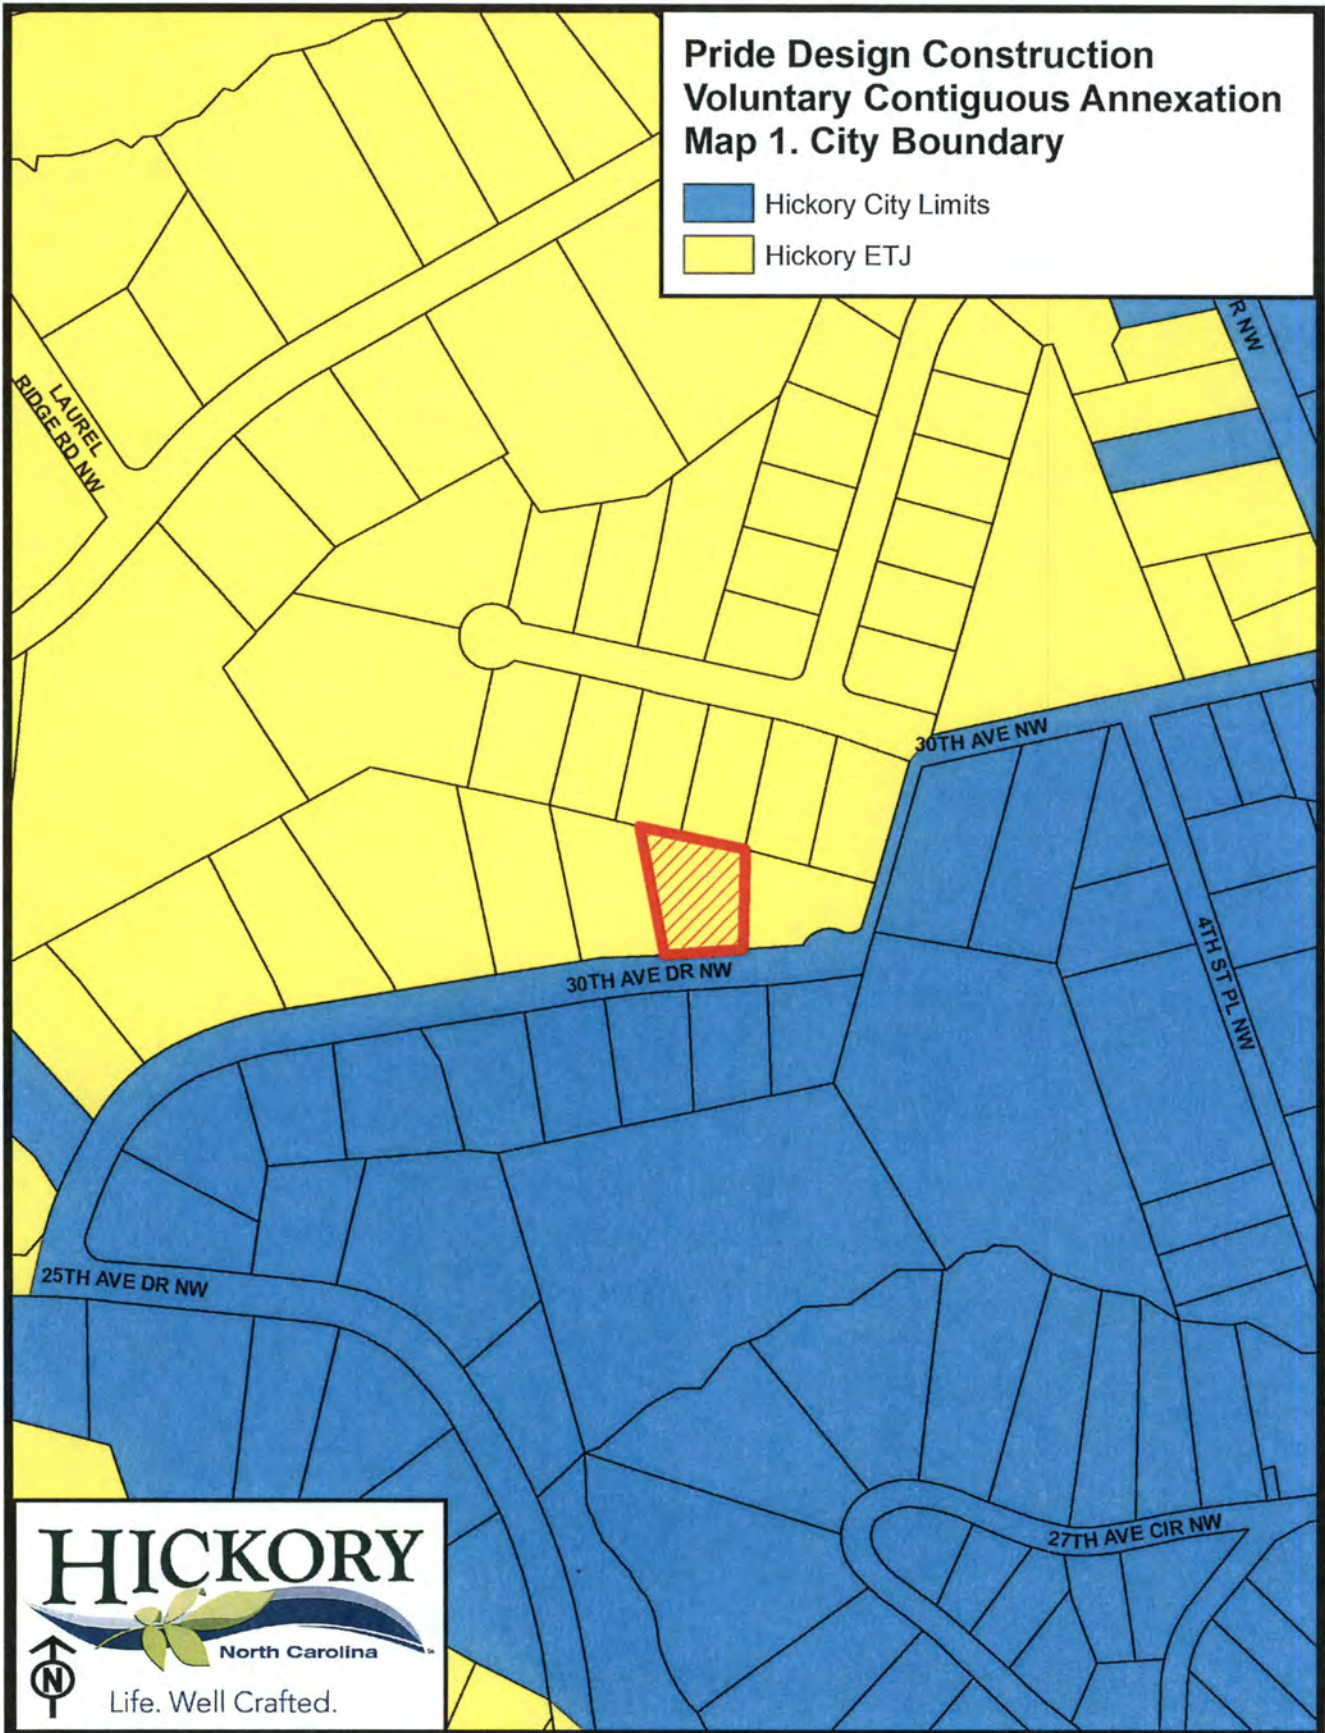 Pride Design Construction
Voluntary Contiguous Annexation
Map 1. City Boundary
Hickory City Limits
Hickory ETJ
R NW
LAUREL
RIDGE RD NW
30TH AVE NW
4TH ST PL NW
30TH AVE DR NW
25TH AVE DR NW
27TH AVE CIR NW
HICKORY
North Carolina
N
Life. Well Crafted.